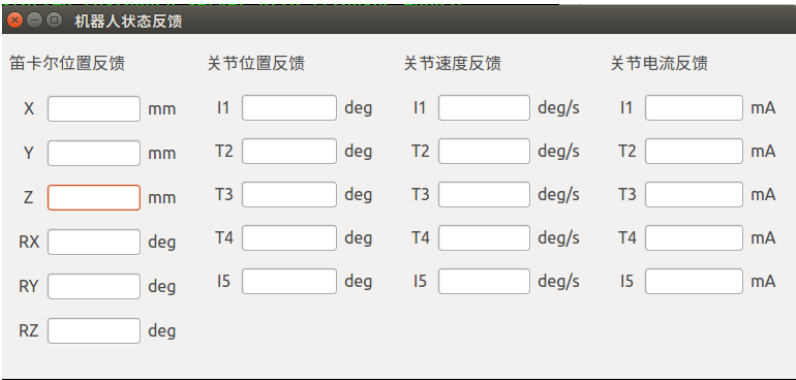 机器人状态反馈
笛卡尔位置反馈 关节位置反馈 关节速度反馈 关节电流反馈
X mm I1 deg I1 deg/s I1 mA
Y mm T2 deg T2 deg/s T2 mA
Z mm T3 deg T3 deg/s T3 mA
RX deg T4 deg T4 deg/s T4 mA
RY deg I5 deg I5 deg/s I5 mA
RZ deg